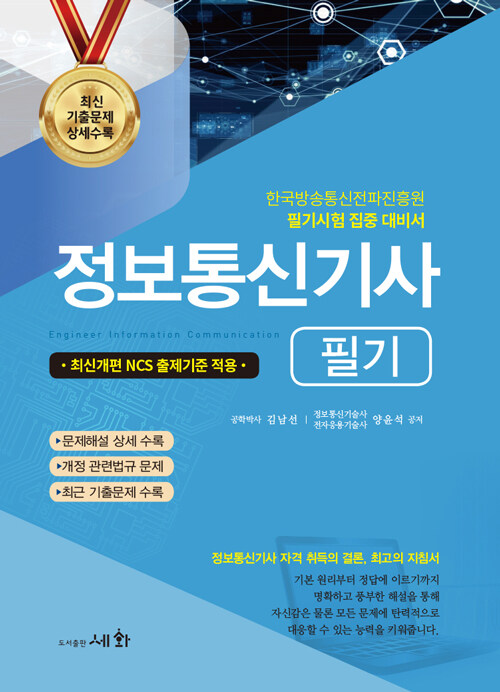 최신
기출문제
상세수록
한국방송통신전파진흥원
필기시험 집중 대비서
정보통신기사
Engineer Information Communication
필기
• 최신개편 NCS 출제기준 적용 •
공학박사 김남선 | 정보통신기술사 전자응용기술사 양윤석 공저
▶문제해설 상세 수록
▶개정 관련법규 문제
▶최근 기출문제 수록
정보통신기사 자격 취득의 결론, 최고의 지침서
기본 원리부터 정답에 이르기까지
명확하고 풍부한 해설을 통해
자신감은 물론 모든 문제에 탄력적으로
대응할 수 있는 능력을 키워줍니다.
도서출판 세화